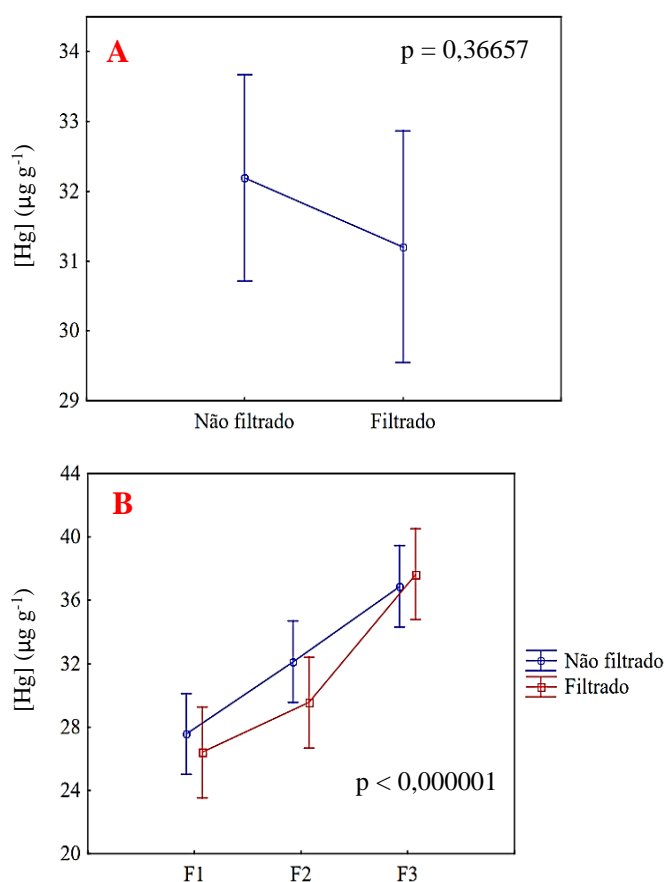 A
p = 0,36657
34
33
32
31
30
29
[Hg] (µg g⁻¹)
Não filtrado
Filtrado
B
44
40
36
32
28
24
20
[Hg] (µg g⁻¹)
Não filtrado
Filtrado
p < 0,000001
F1
F2
F3